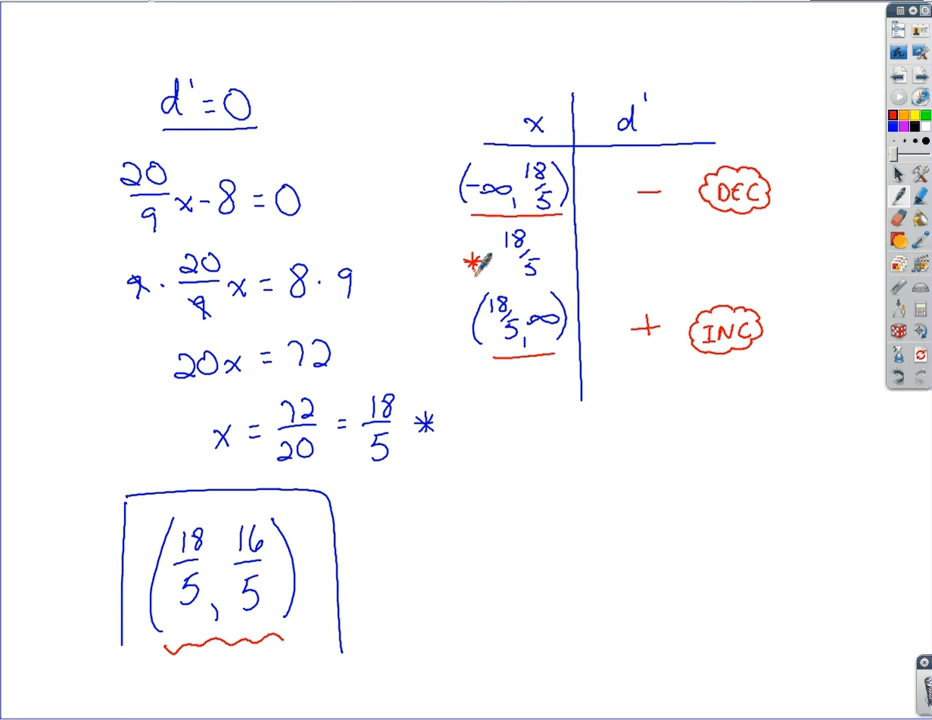 d' = 0
20/9 x - 8 = 0
9 · 20/9 x = 8 · 9
20x = 72
x = 72/20 = 18/5 *
(18/5, 16/5)
x d'
(-∞, 18/5) - DEC
* 18/5
(18/5, ∞) + INC